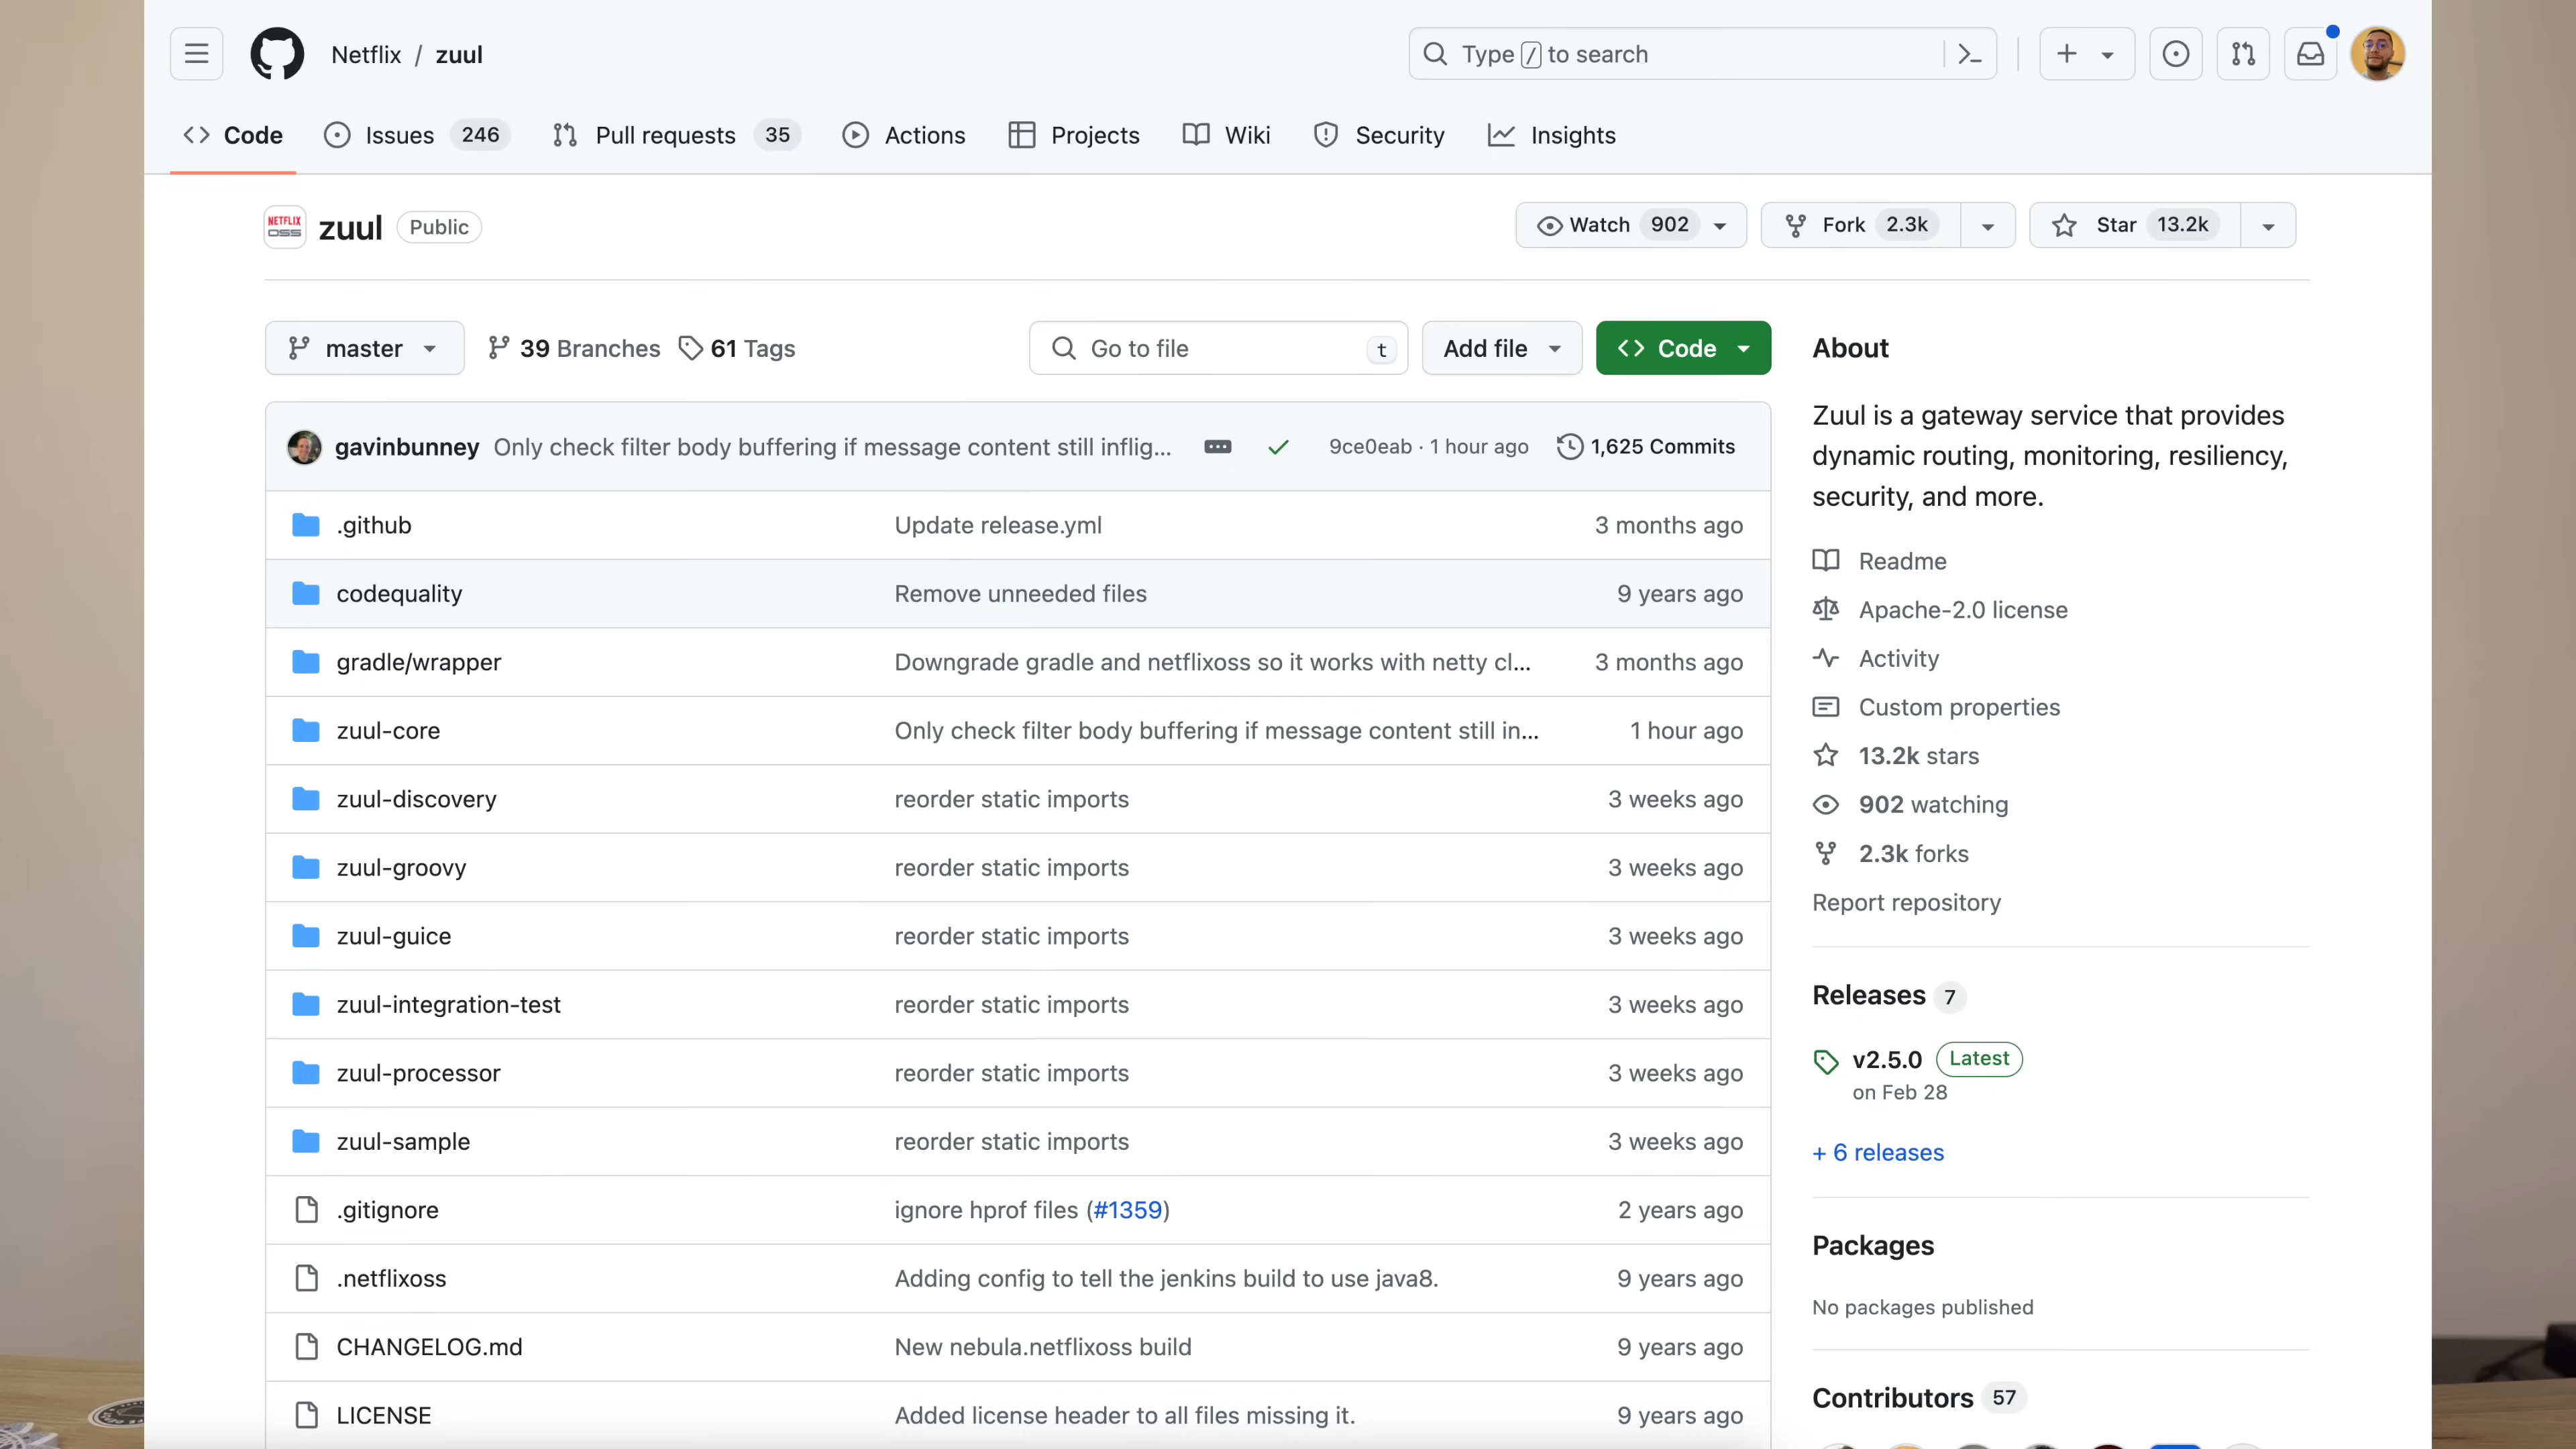 Netflix / zuul
Type / to search
Code Issues 246 Pull requests 35 Actions Projects Wiki Security Insights
NETFLIX
OSS
zuul Public
Watch 902 Fork 2.3k Star 13.2k
master 39 Branches 61 Tags Go to file t Add file Code
gavinbunney Only check filter body buffering if message content still inflig... 9ce0eab · 1 hour ago 1,625 Commits
.github Update release.yml 3 months ago
codequality Remove unneeded files 9 years ago
gradle/wrapper Downgrade gradle and netflixoss so it works with netty cl... 3 months ago
zuul-core Only check filter body buffering if message content still in... 1 hour ago
zuul-discovery reorder static imports 3 weeks ago
zuul-groovy reorder static imports 3 weeks ago
zuul-guice reorder static imports 3 weeks ago
zuul-integration-test reorder static imports 3 weeks ago
zuul-processor reorder static imports 3 weeks ago
zuul-sample reorder static imports 3 weeks ago
.gitignore ignore hprof files (#1359) 2 years ago
.netflixoss Adding config to tell the jenkins build to use java8. 9 years ago
CHANGELOG.md New nebula.netflixoss build 9 years ago
LICENSE Added license header to all files missing it. 9 years ago
About
Zuul is a gateway service that provides
dynamic routing, monitoring, resiliency,
security, and more.
Readme
Apache-2.0 license
Activity
Custom properties
13.2k stars
902 watching
2.3k forks
Report repository
Releases 7
v2.5.0 Latest
on Feb 28
+ 6 releases
Packages
No packages published
Contributors 57